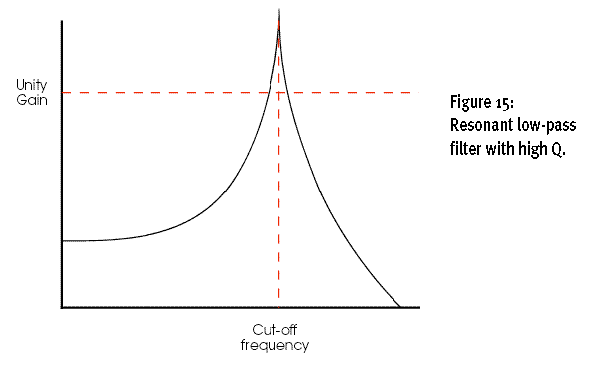 Unity
Gain
Figure 15:
Resonant low-pass
filter with high Q.
Cut-off
frequency